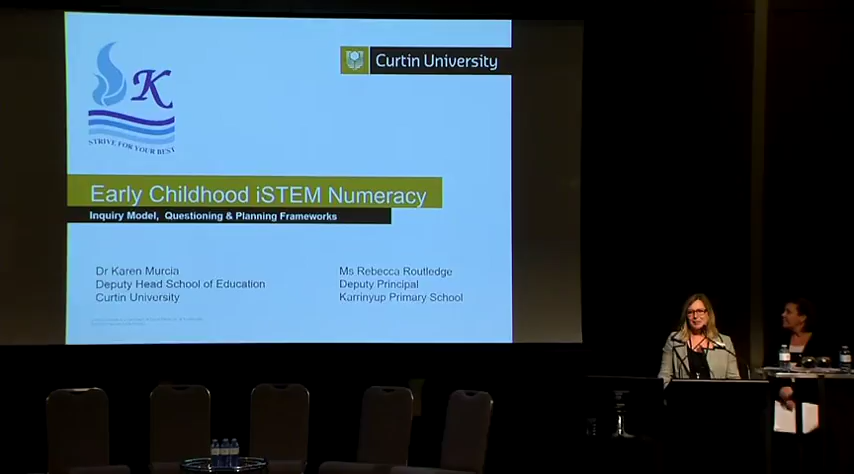 K
STRIVE FOR YOUR BEST
Curtin University
Early Childhood iSTEM Numeracy
Inquiry Model, Questioning & Planning Frameworks
Dr Karen Murcia
Deputy Head School of Education
Curtin University
Ms Rebecca Routledge
Deputy Principal
Karrinyup Primary School